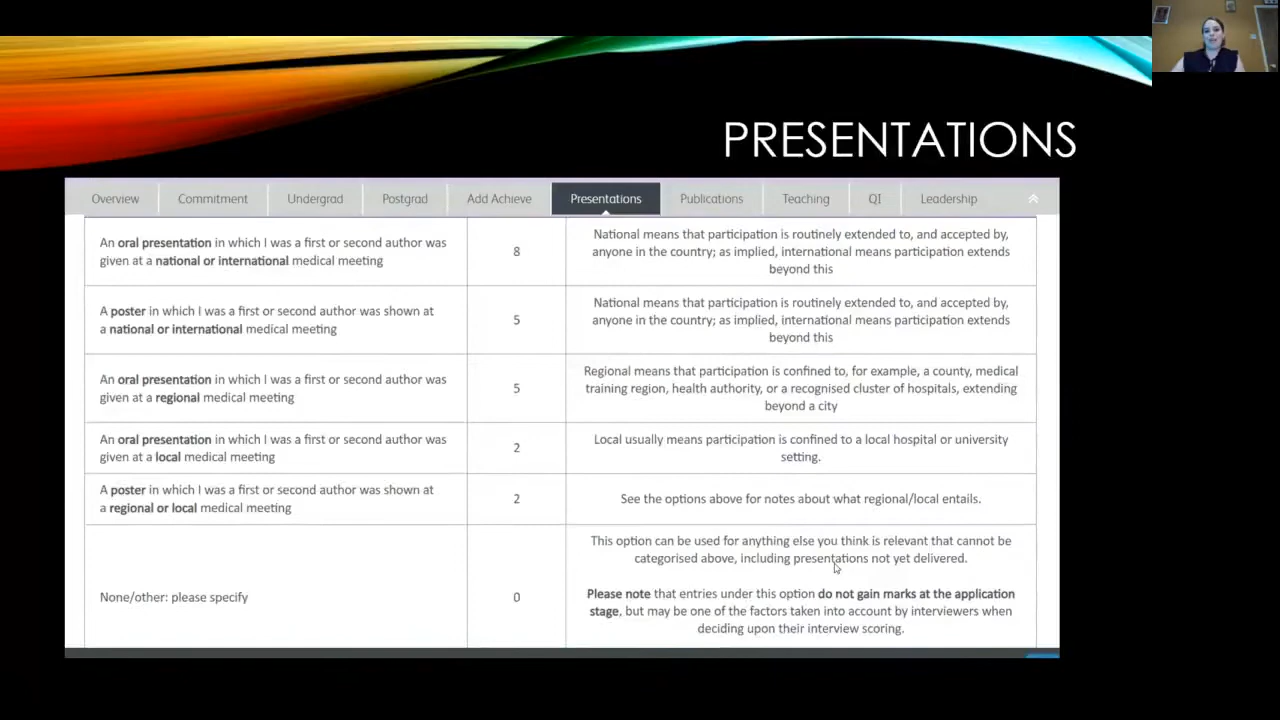 PRESENTATIONS
Overview Commitment Undergrad Postgrad Add Achieve Presentations Publications Teaching QI Leadership
An oral presentation in which I was a first or second author was
given at a national or international medical meeting
8
National means that participation is routinely extended to, and accepted by,
anyone in the country; as implied, international means participation extends
beyond this
A poster in which I was a first or second author was shown at
a national or international medical meeting
5
National means that participation is routinely extended to, and accepted by,
anyone in the country; as implied, international means participation extends
beyond this
An oral presentation in which I was a first or second author was
given at a regional medical meeting
5
Regional means that participation is confined to, for example, a county, medical
training region, health authority, or a recognised cluster of hospitals, extending
beyond a city
An oral presentation in which I was a first or second author was
given at a local medical meeting
2
Local usually means participation is confined to a local hospital or university
setting.
A poster in which I was a first or second author was shown at
a regional or local medical meeting
2
See the options above for notes about what regional/local entails.
None/other: please specify
0
This option can be used for anything else you think is relevant that cannot be
categorised above, including presentations not yet delivered.
Please note that entries under this option do not gain marks at the application
stage, but may be one of the factors taken into account by interviewers when
deciding upon their interview scoring.